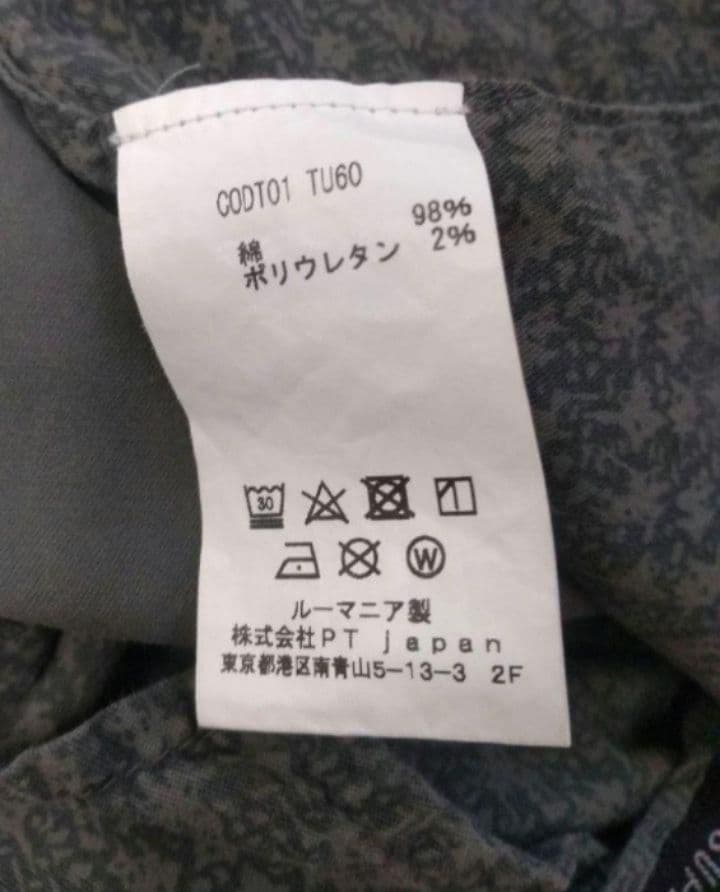 CODT01 TU60
綿 98%
ポリウレタン 2%
30
W
ルーマニア製
株式会社PT japan
東京都港区南青山5-13-3 2F
SUP